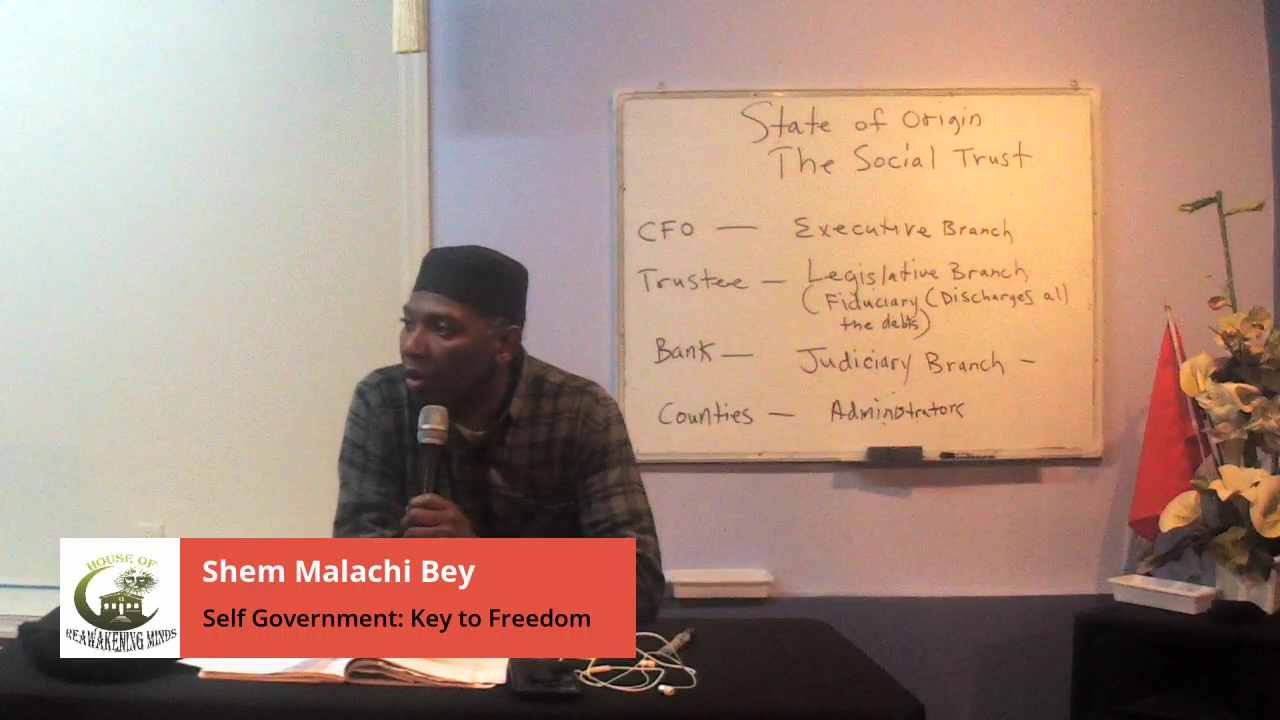 State of Origin
The Social Trust
CFO — Executive Branch
Trustee — Legislative Branch
(Fiduciary (Discharges all
the debts)
Bank — Judiciary Branch -
Counties — Administrators
HOUSE OF
REAWAKENING MINDS
Shem Malachi Bey
Self Government: Key to Freedom